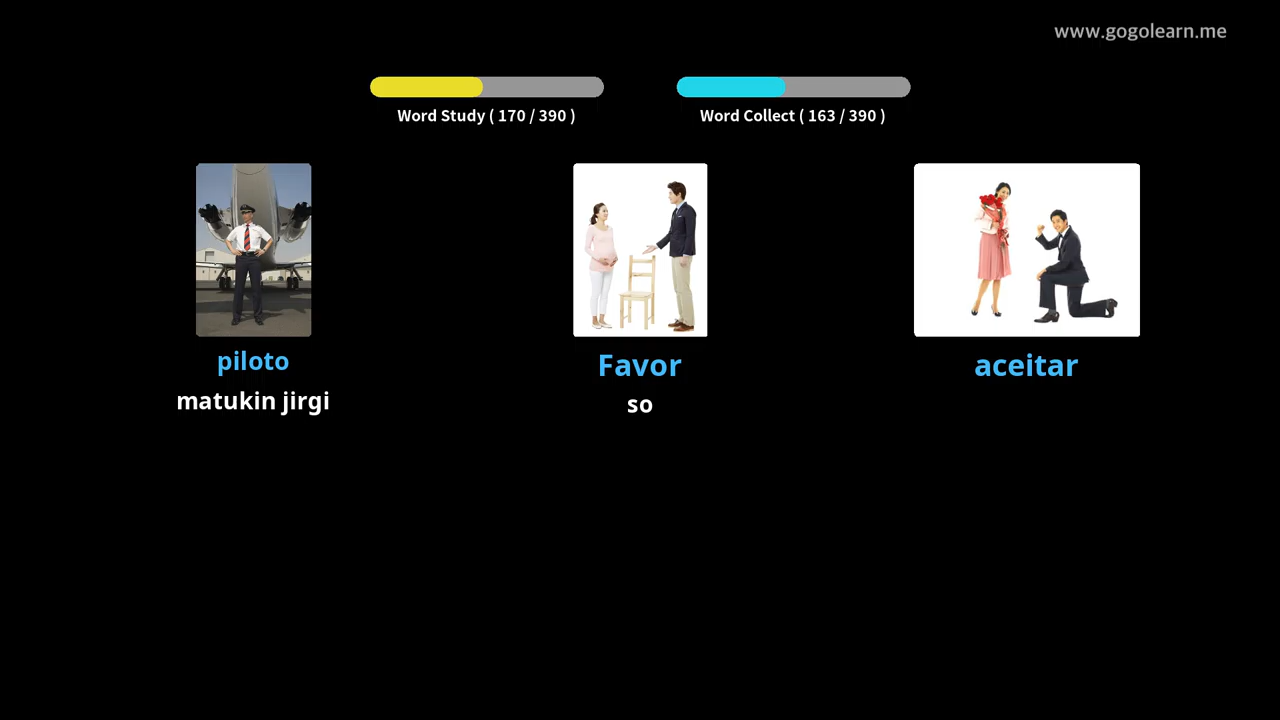 www.gogolearn.me
Word Study ( 170 / 390 )
Word Collect ( 163 / 390 )
piloto
matukin jirgi
Favor
so
aceitar